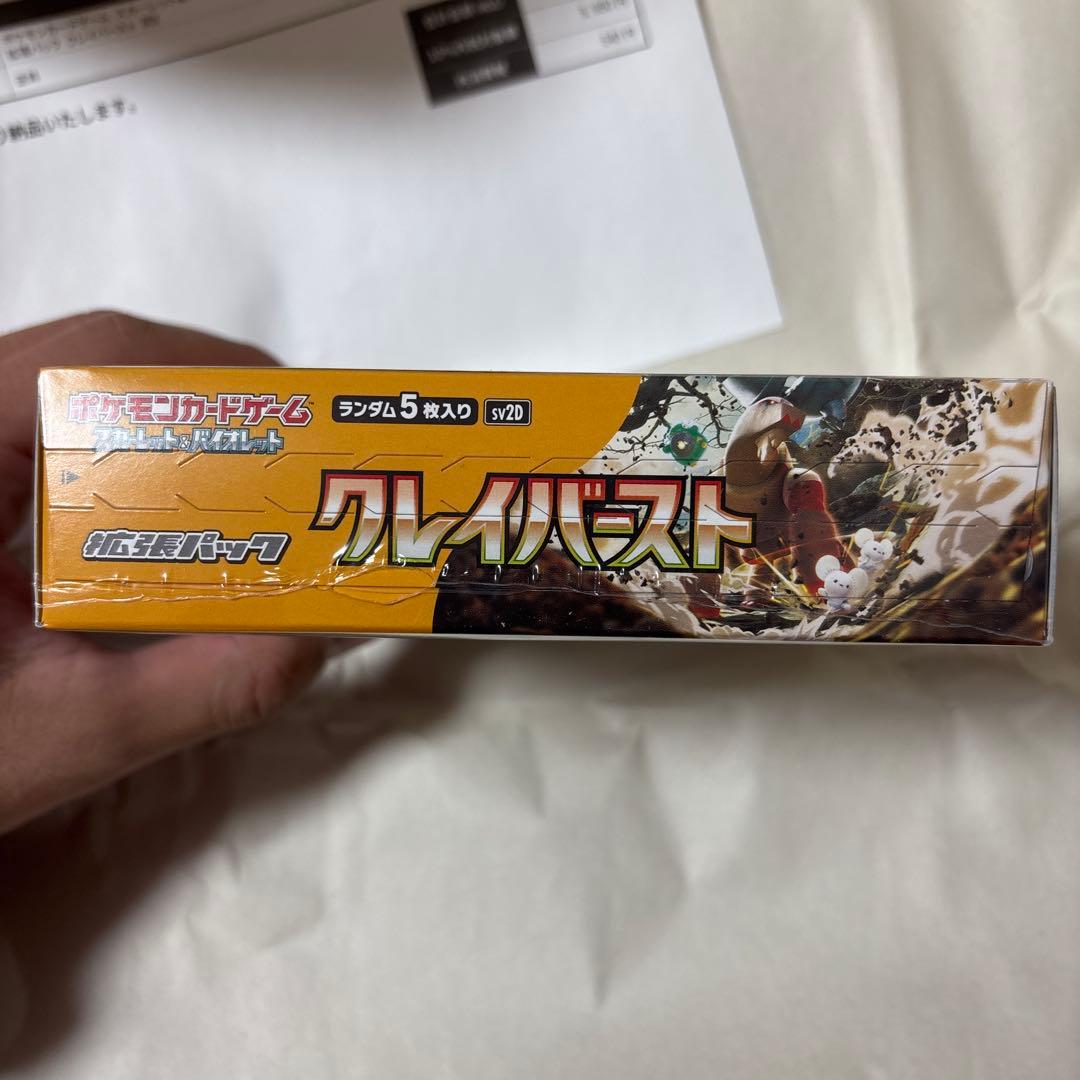 納品いたします。
ポケモンカードゲーム
スカーレット&バイオレット
ランダム5枚入り
sv2D
クレイバースト
拡張パック